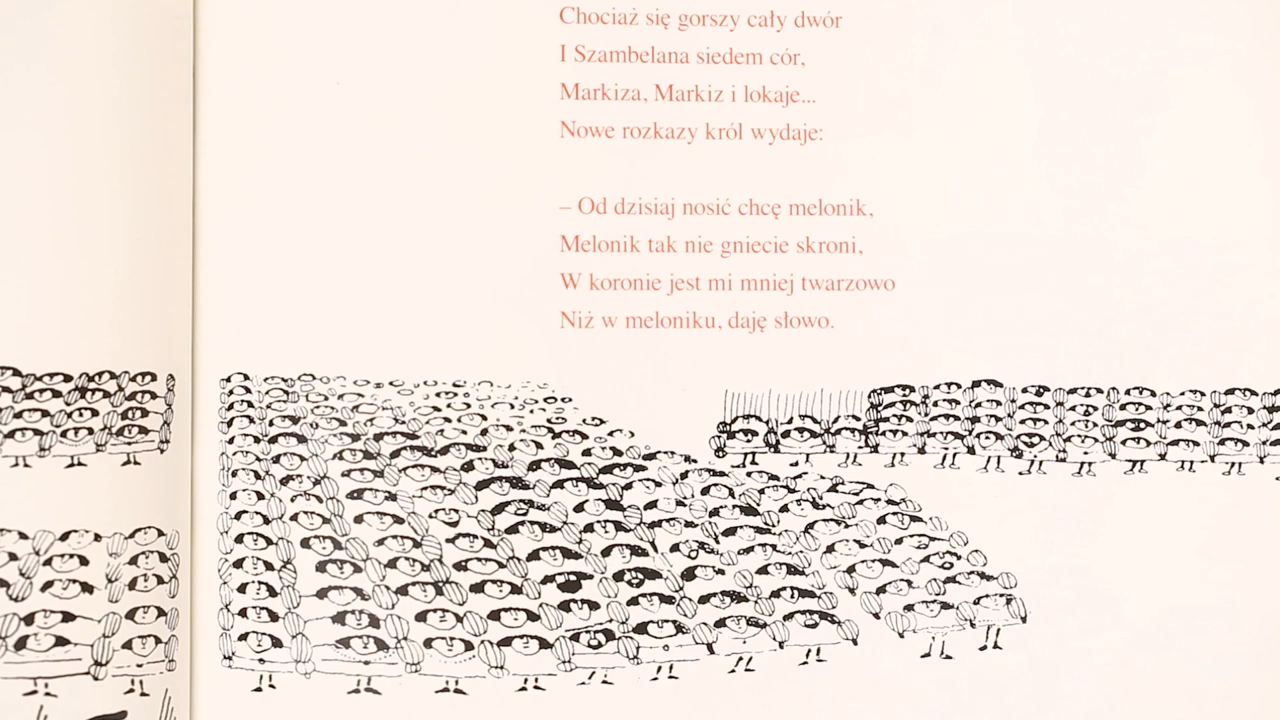 Chociaż się gorszy cały dwór
I Szambelana siedem cór,
Markiza, Markiz i lokaje...
Nowe rozkazy król wydaje:
– Od dzisiaj nosić chcę melonik,
Melonik tak nie gniecie skroni,
W koronie jest mi mniej twarzowo
Niż w meloniku, daję słowo.